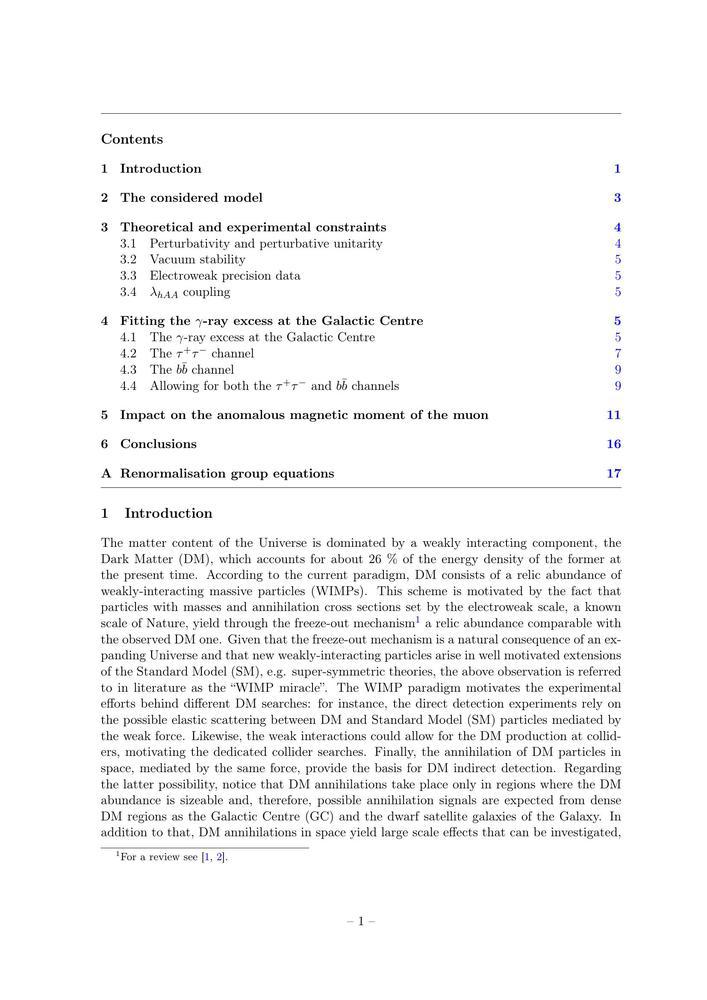 Contents
1 Introduction 1
2 The considered model 3
3 Theoretical and experimental constraints 4
3.1 Perturbativity and perturbative unitarity 4
3.2 Vacuum stability 5
3.3 Electroweak precision data 5
3.4 λhAA coupling 5
4 Fitting the γ-ray excess at the Galactic Centre 5
4.1 The γ-ray excess at the Galactic Centre 5
4.2 The τ⁺τ⁻ channel 7
4.3 The bb̄ channel 9
4.4 Allowing for both the τ⁺τ⁻ and bb̄ channels 9
5 Impact on the anomalous magnetic moment of the muon 11
6 Conclusions 16
A Renormalisation group equations 17
1 Introduction
The matter content of the Universe is dominated by a weakly interacting component, the
Dark Matter (DM), which accounts for about 26 % of the energy density of the former at
the present time. According to the current paradigm, DM consists of a relic abundance of
weakly-interacting massive particles (WIMPs). This scheme is motivated by the fact that
particles with masses and annihilation cross sections set by the electroweak scale, a known
scale of Nature, yield through the freeze-out mechanism¹ a relic abundance comparable with
the observed DM one. Given that the freeze-out mechanism is a natural consequence of an ex-
panding Universe and that new weakly-interacting particles arise in well motivated extensions
of the Standard Model (SM), e.g. super-symmetric theories, the above observation is referred
to in literature as the “WIMP miracle”. The WIMP paradigm motivates the experimental
efforts behind different DM searches: for instance, the direct detection experiments rely on
the possible elastic scattering between DM and Standard Model (SM) particles mediated by
the weak force. Likewise, the weak interactions could allow for the DM production at collid-
ers, motivating the dedicated collider searches. Finally, the annihilation of DM particles in
space, mediated by the same force, provide the basis for DM indirect detection. Regarding
the latter possibility, notice that DM annihilations take place only in regions where the DM
abundance is sizeable and, therefore, possible annihilation signals are expected from dense
DM regions as the Galactic Centre (GC) and the dwarf satellite galaxies of the Galaxy. In
addition to that, DM annihilations in space yield large scale effects that can be investigated,
¹For a review see [1, 2].
– 1 –